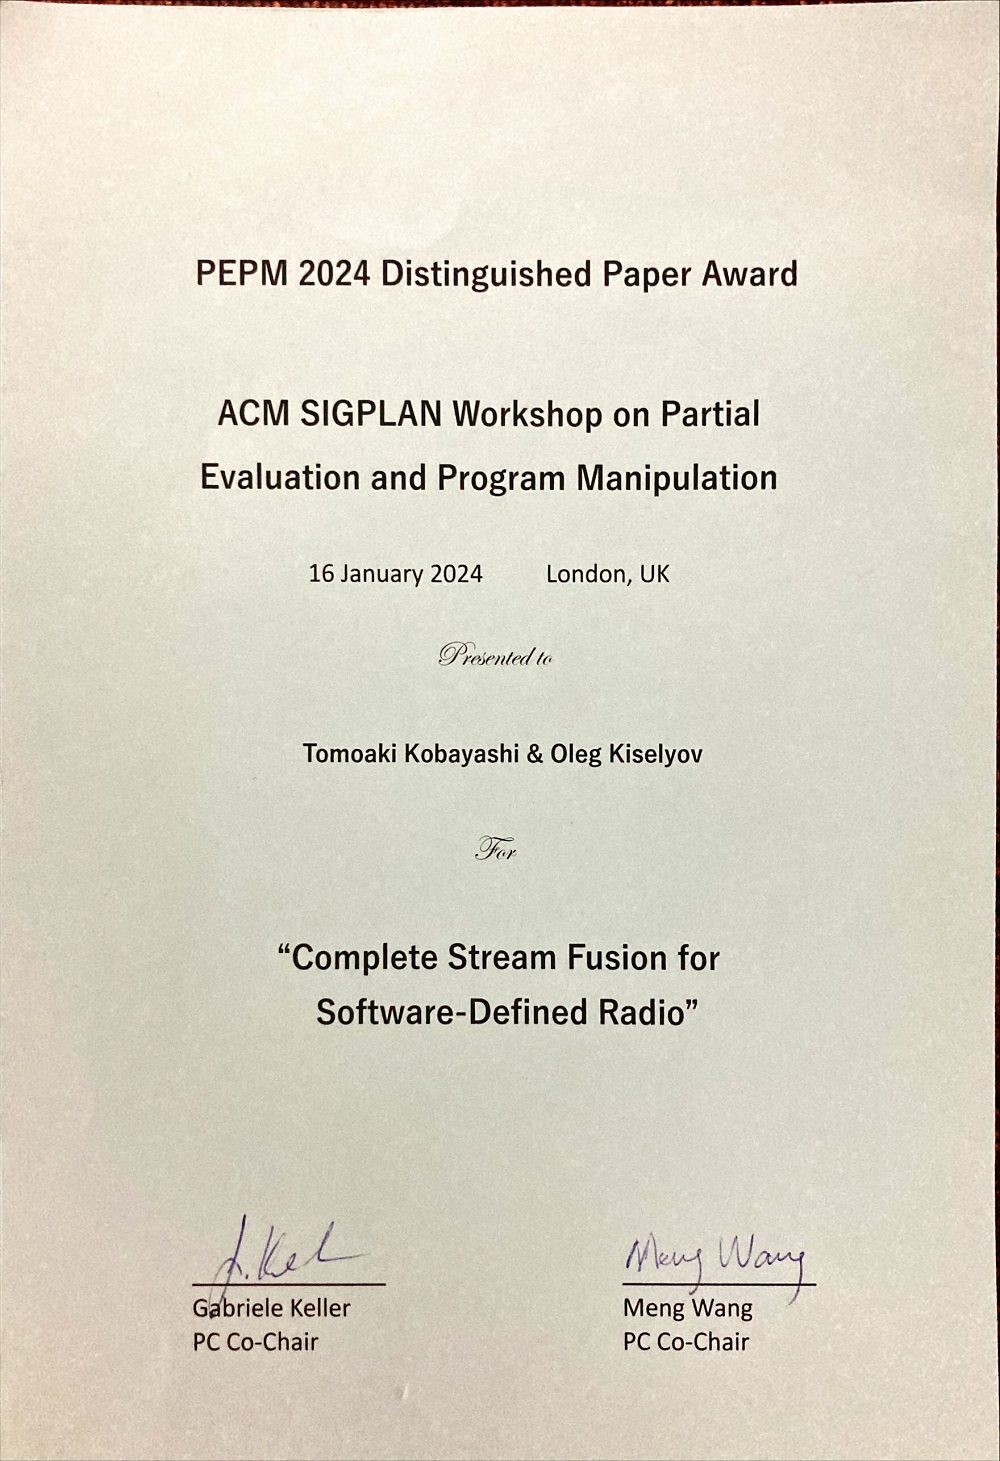 PEPM 2024 Distinguished Paper Award
ACM SIGPLAN Workshop on Partial
Evaluation and Program Manipulation
16 January 2024 London, UK
Presented to
Tomoaki Kobayashi & Oleg Kiselyov
For
“Complete Stream Fusion for
Software-Defined Radio”
Meng Wang
Gabriele Keller
Meng Wang
PC Co-Chair
PC Co-Chair